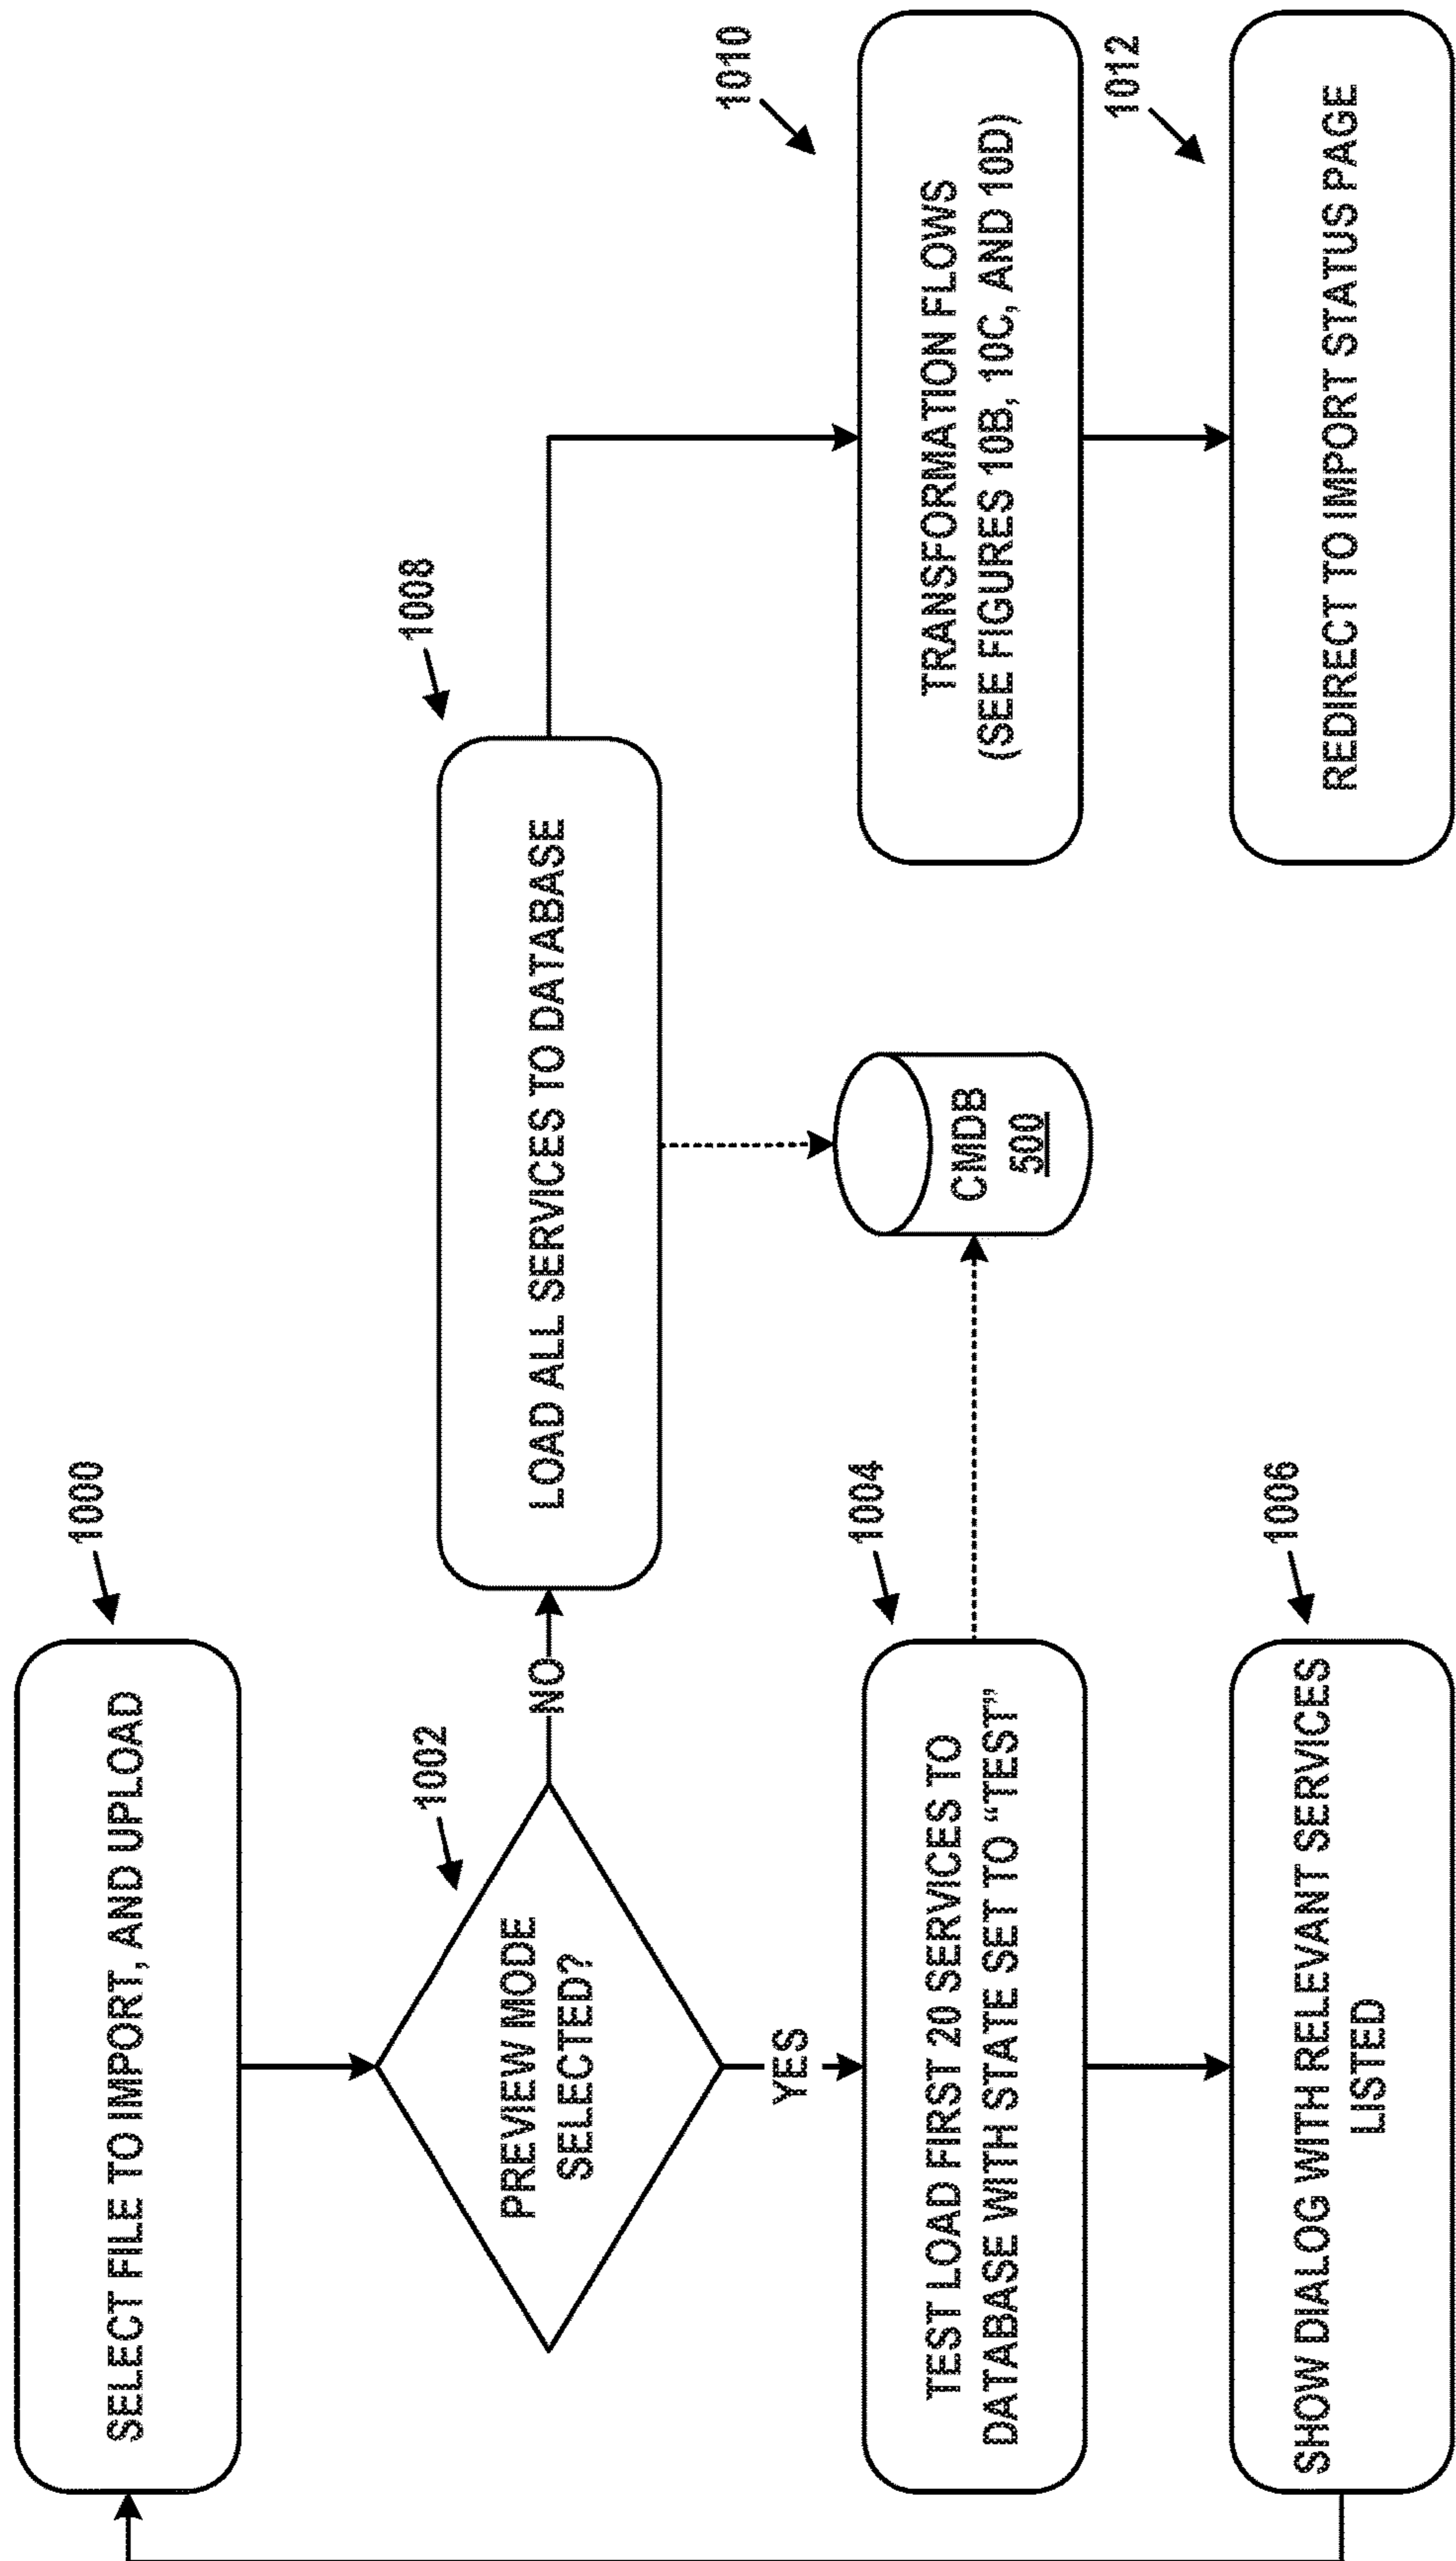 1000
SELECT FILE TO IMPORT, AND UPLOAD
1002
PREVIEW MODE
SELECTED?
NO
YES
1004
TEST LOAD FIRST 20 SERVICES TO
DATABASE WITH STATE SET TO “TEST”
1006
SHOW DIALOG WITH RELEVANT SERVICES
LISTED
1008
LOAD ALL SERVICES TO DATABASE
CMDB
500
1010
TRANSFORMATION FLOWS
(SEE FIGURES 10B, 10C, AND 10D)
1012
REDIRECT TO IMPORT STATUS PAGE